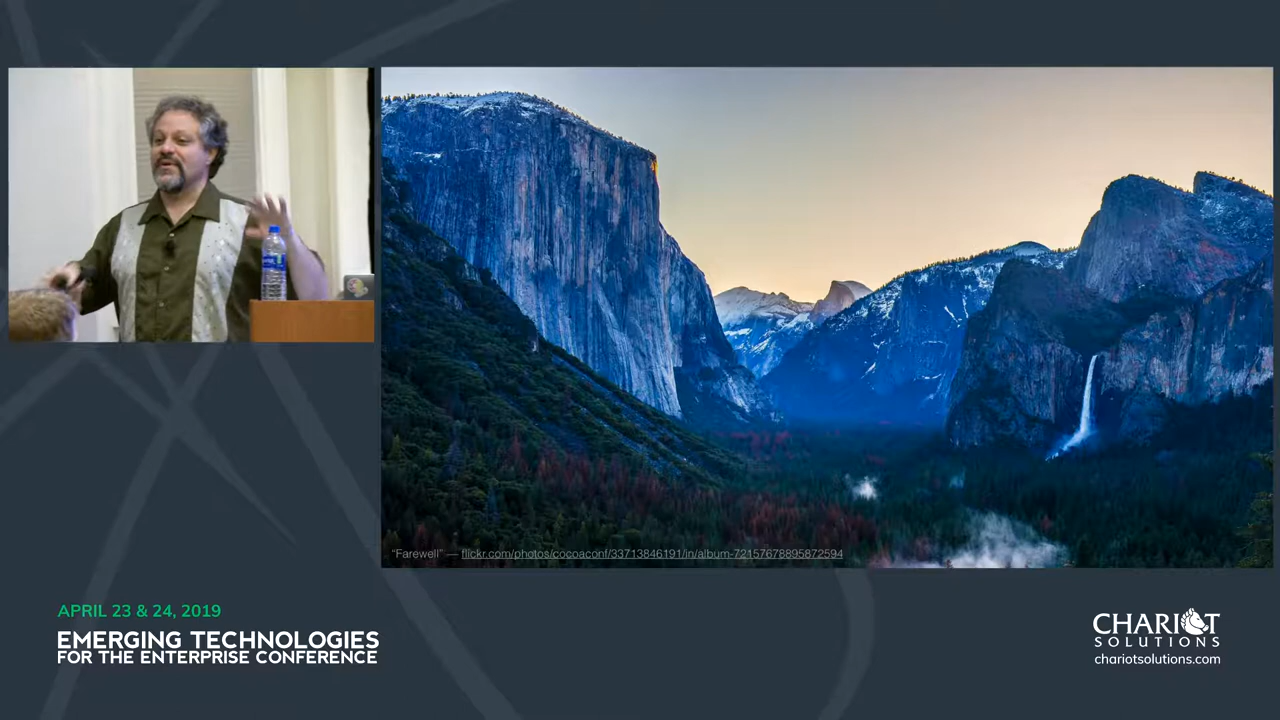 “Farewell” — flickr.com/photos/cocoaconf/33713846191/in/album-72157678895872594
APRIL 23 & 24, 2019
EMERGING TECHNOLOGIES
FOR THE ENTERPRISE CONFERENCE
CHARIOT
SOLUTIONS
chariotsolutions.com